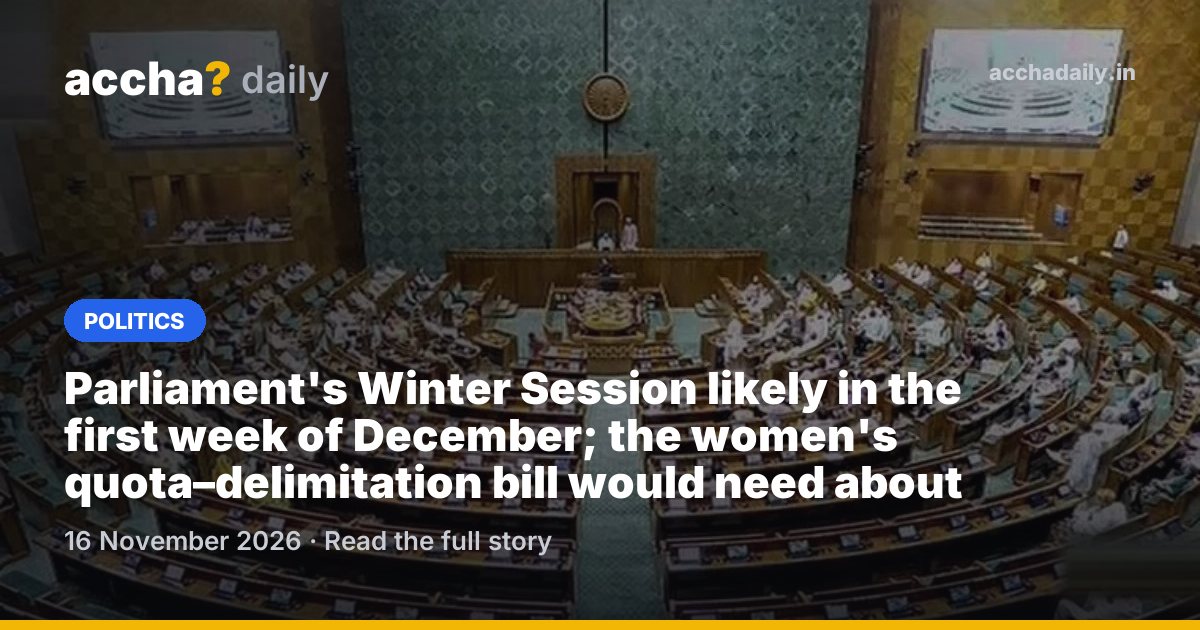 accha? daily
acchadaily.in
POLITICS
Parliament's Winter Session likely in the
first week of December; the women's
quota–delimitation bill would need about
16 November 2026 · Read the full story